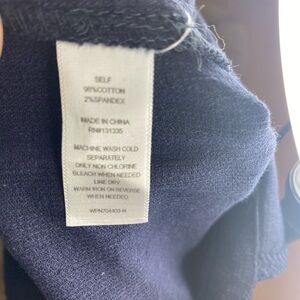 SELF
98%COTTON
2%SPANDEX
MADE IN CHINA
RN#131335
MACHINE WASH COLD
SEPARATELY
ONLY NON CHLORINE
BLEACH WHEN NEEDED
LINE DRY
WARM IRON ON REVERSE
WHEN NEEDED
WPN704403-H